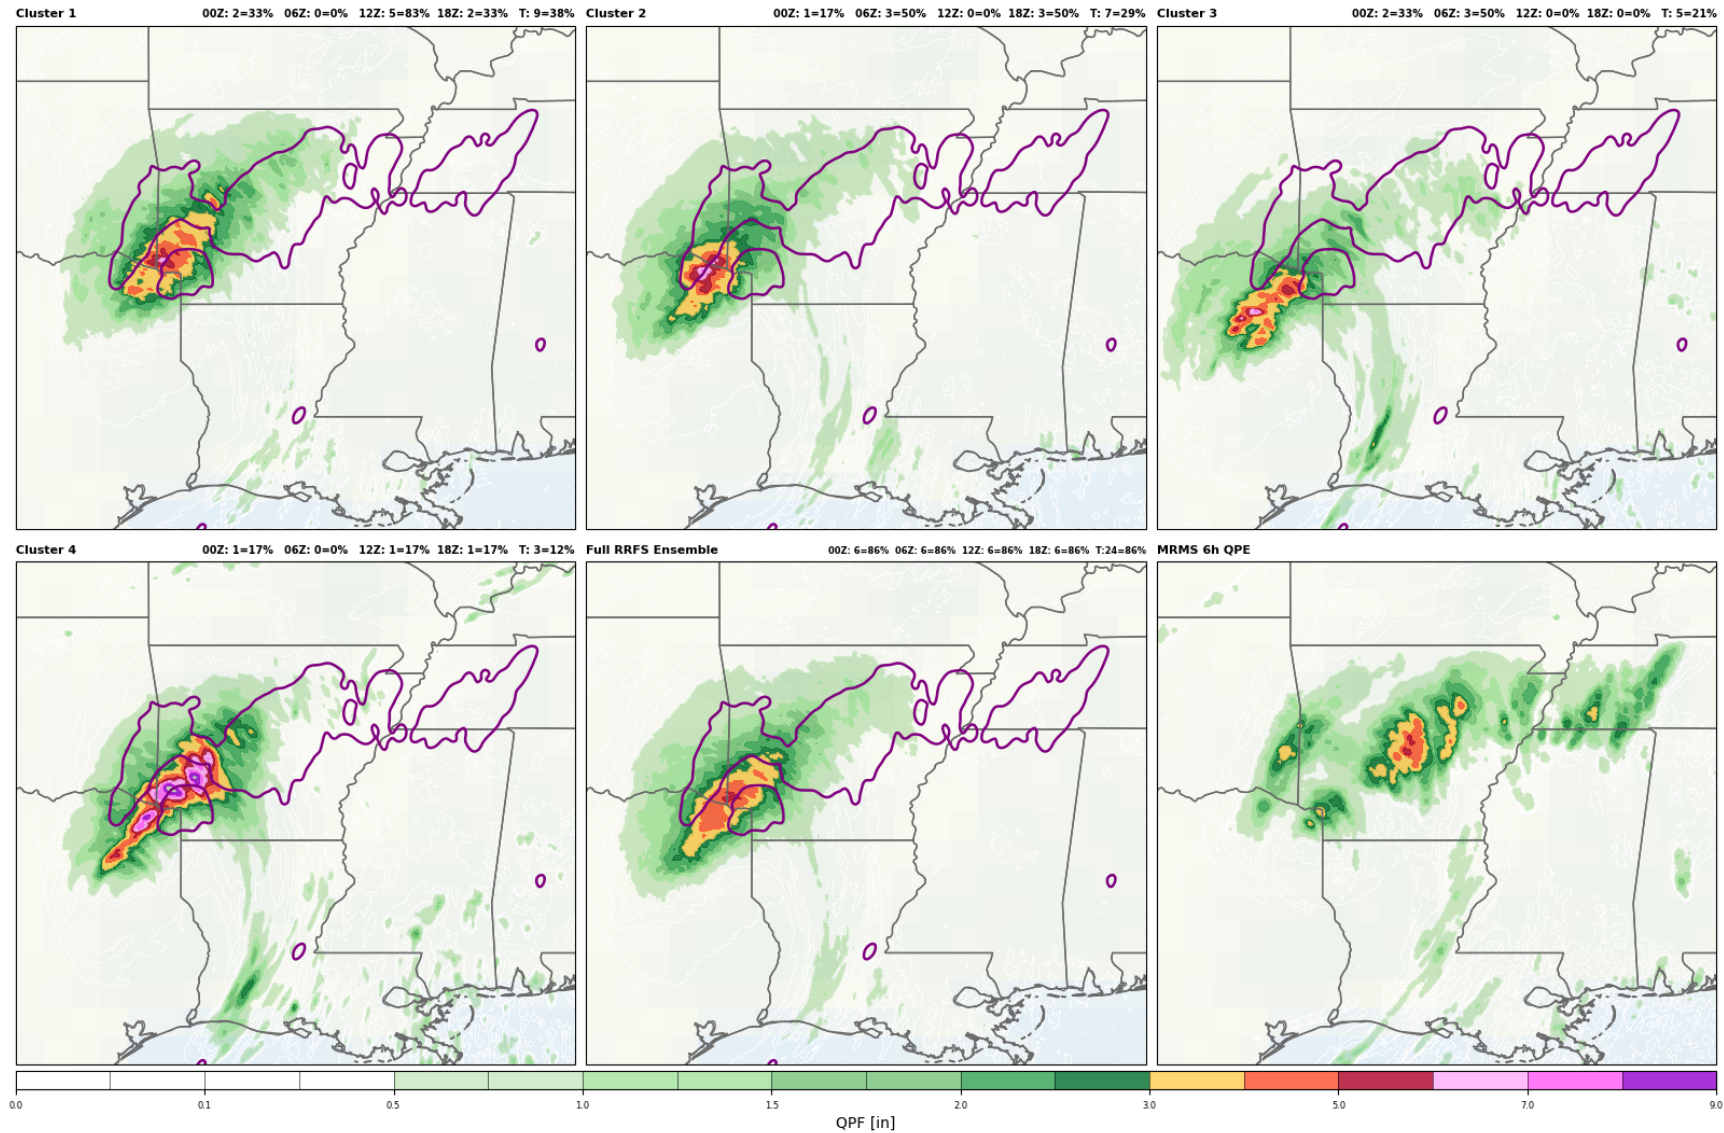 Cluster 1 00Z: 2=33% 06Z: 0=0% 12Z: 5=83% 18Z: 2=33% T: 9=38%
Cluster 2 00Z: 1=17% 06Z: 3=50% 12Z: 0=0% 18Z: 3=50% T: 7=29%
Cluster 3 00Z: 2=33% 06Z: 3=50% 12Z: 0=0% 18Z: 0=0% T: 5=21%
Cluster 4 00Z: 1=17% 06Z: 0=0% 12Z: 1=17% 18Z: 1=17% T: 3=12%
Full RRFS Ensemble 00Z: 6=86% 06Z: 6=86% 12Z: 6=86% 18Z: 6=86% T:24=86%
MRMS 6h QPE
0.0 0.1 0.5 1.0 1.5 2.0 3.0 4.0 5.0 6.0 7.0 9.0
QPF [in]